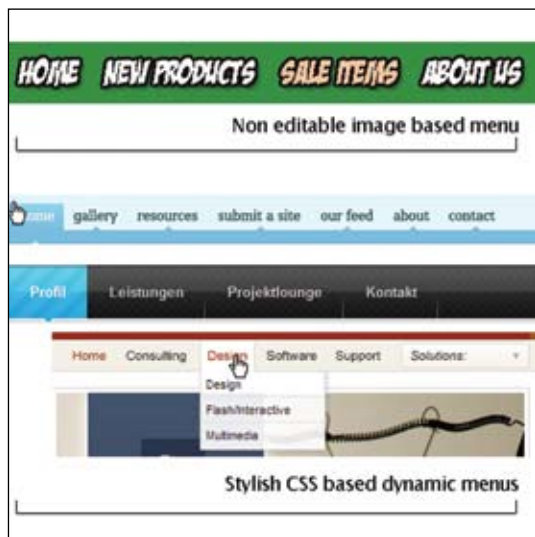 HOME NEW PRODUCTS SALE ITEMS ABOUT US
Non editable image based menu
home gallery resources submit a site our feed about contact
Profil Leistungen Projektlounge Kontakt
Home Consulting Design Software Support Solutions:
Design
Flash/Interactive
Multimedia
Stylish CSS based dynamic menus